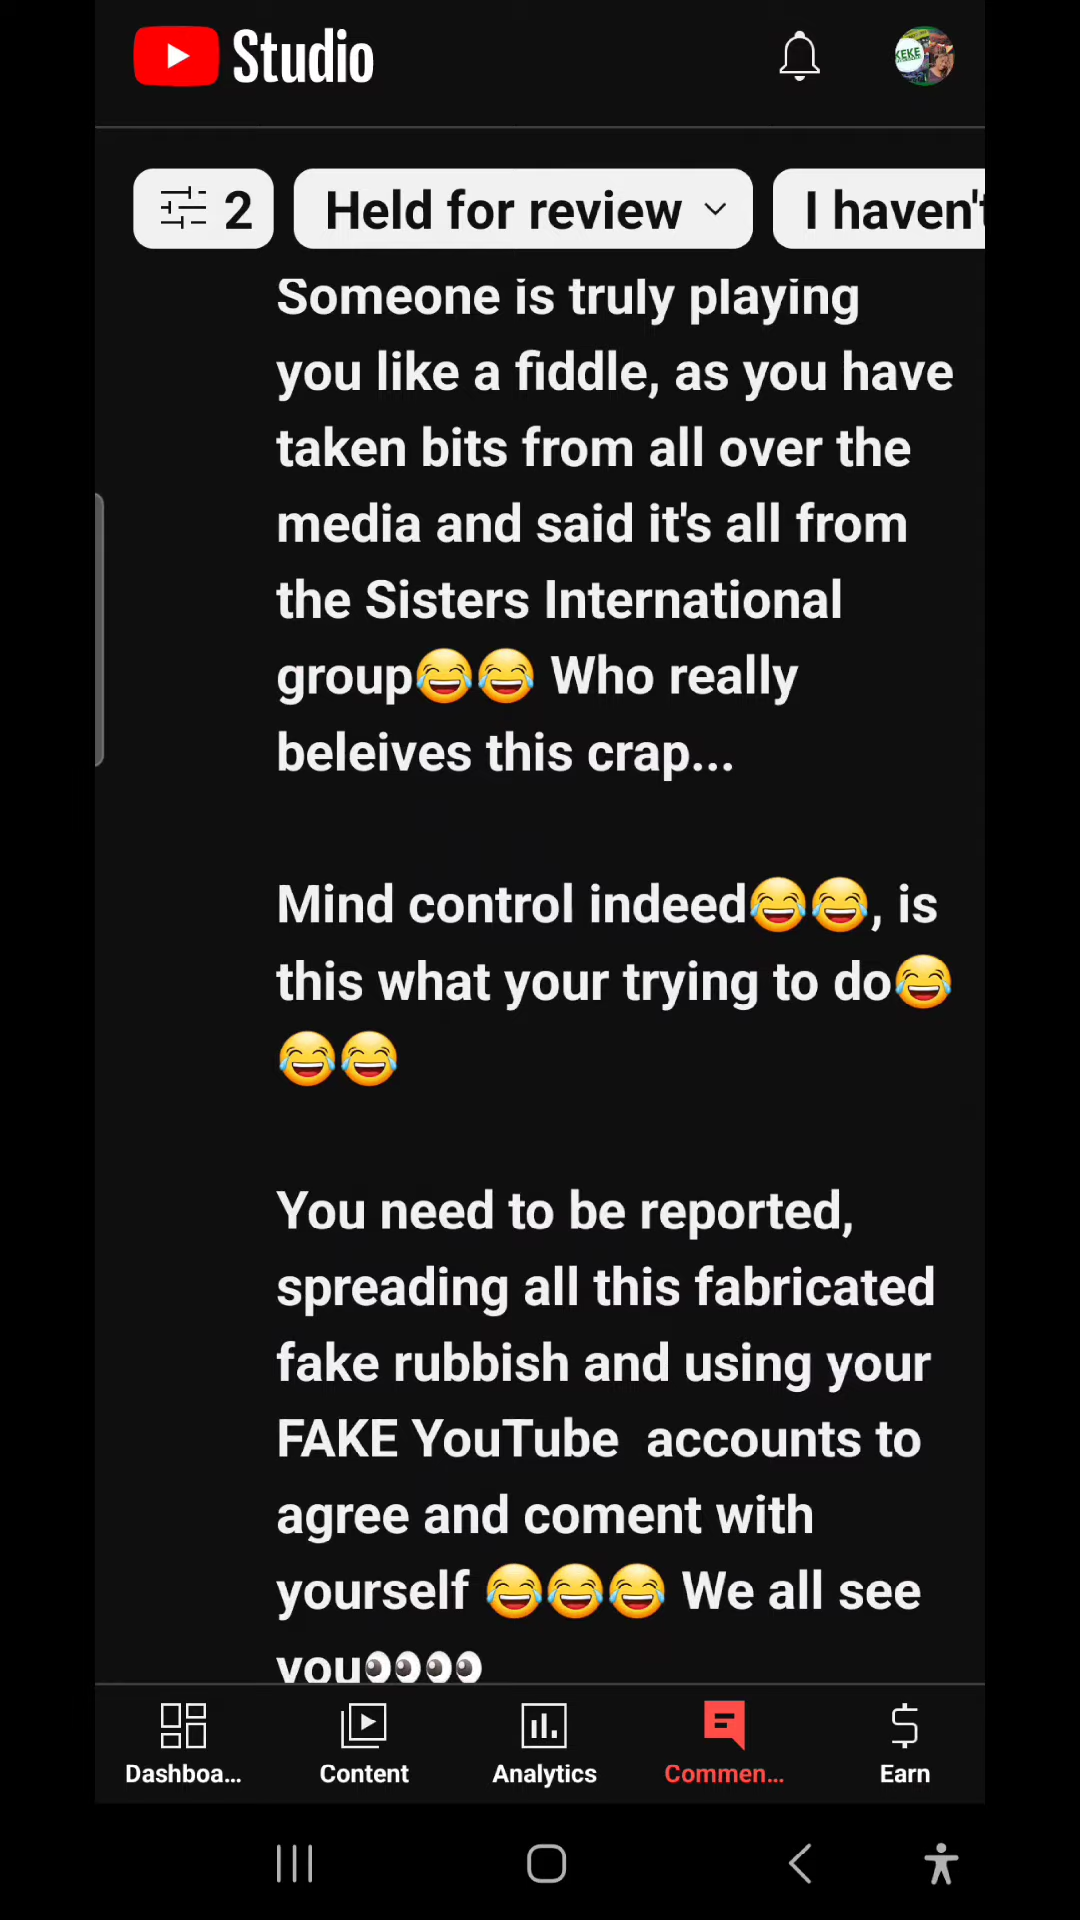 Studio
KEKE
2
Held for review
I haven't
Someone is truly playing
you like a fiddle, as you have
taken bits from all over the
media and said it's all from
the Sisters International
group😂😂 Who really
beleives this crap...
Mind control indeed😂😂, is
this what your trying to do😂
😂😂
You need to be reported,
spreading all this fabricated
fake rubbish and using your
FAKE YouTube  accounts to
agree and coment with
yourself 😂😂😂 We all see
you👀👀
Dashboa...
Content
Analytics
Commen...
Earn